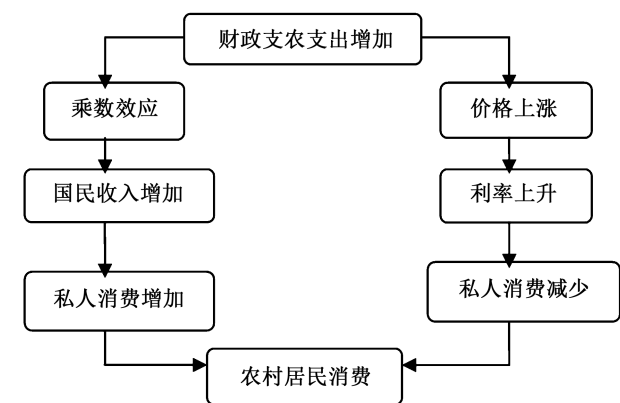 财政支农支出增加
乘数效应
价格上涨
国民收入增加
利率上升
私人消费增加
私人消费减少
农村居民消费